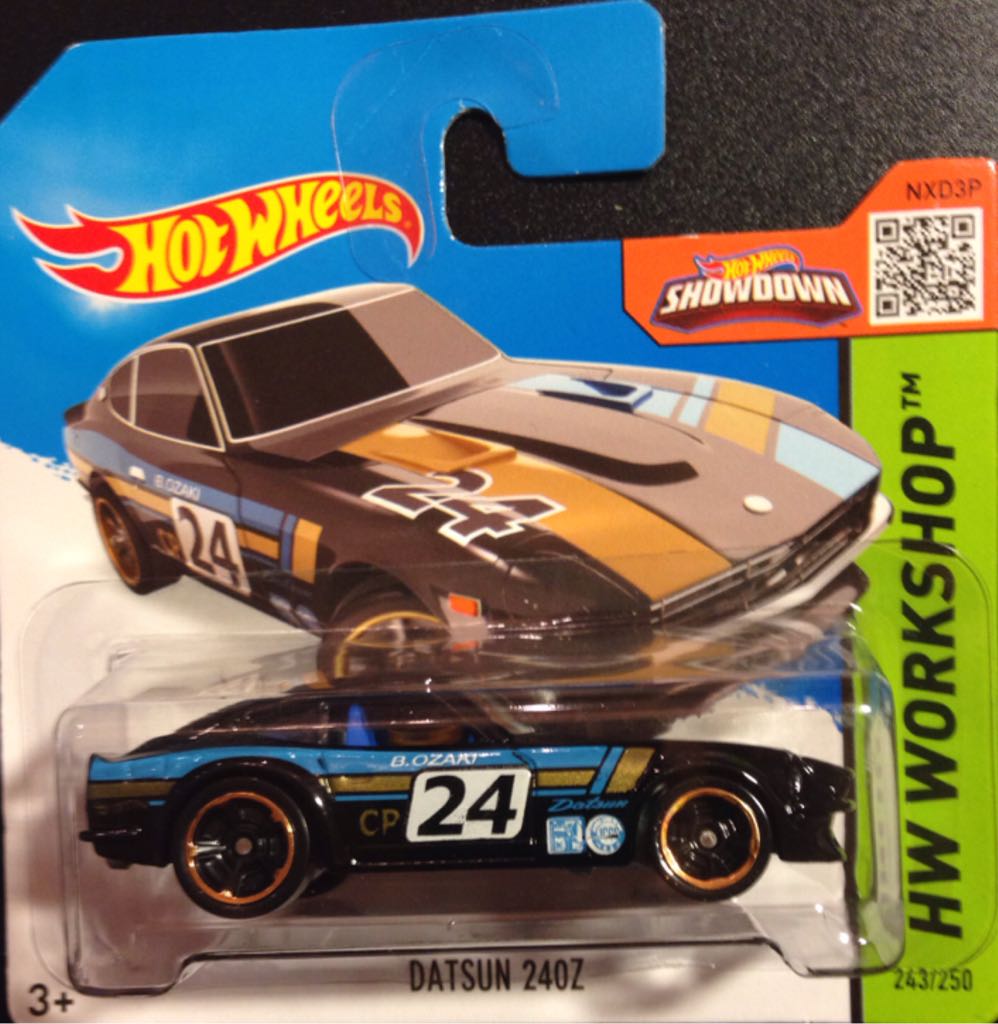 HOT WHEELS
NXD3P
HOT WHEELS
SHOWDOWN
HW WORKSHOP™
B.OZAKI
24
24
B.OZAKI
CP
24
Datsun
DATSUN 240Z
3+
243/250